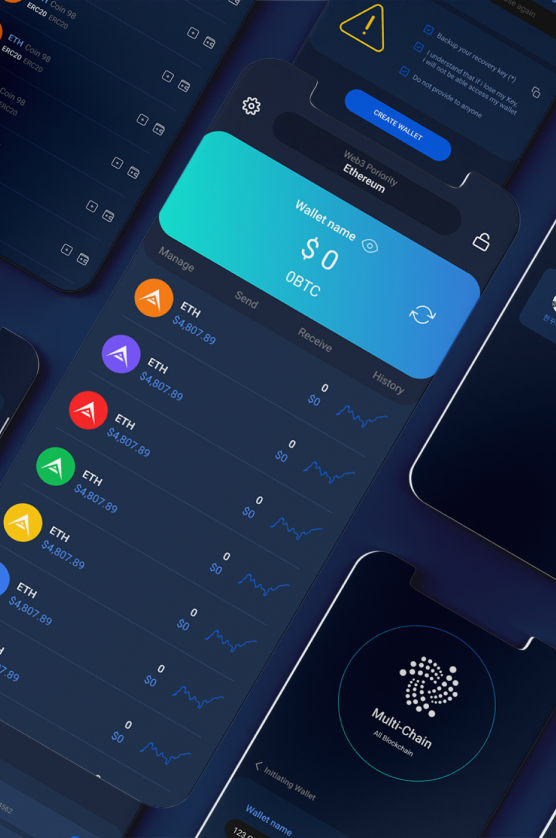 ETH Coin 98
ERC20 ERC20
ETH Coin 98
ERC20 ERC20
Coin 98
ERC20
ase again
Backup your recovery key (*)
I understand that if i lose my Key,
I will not be able access my wallet
Do not provide to anyone
CREATE WALLET
Web3 Poriority
Ethereum
Wallet name
$0
0BTC
Manage
Send
Receive
History
ETH
$4,807.89
0
$0
ETH
$4,807.89
0
$0
ETH
$4,807.89
0
$0
ETH
$4,807.89
0
$0
ETH
$4,807.89
0
$0
ETH
$4,807.89
0
$0
H
7.89
0
$0
Multi-Chain
All Blockchain
Initiating Wallet
Wallet name